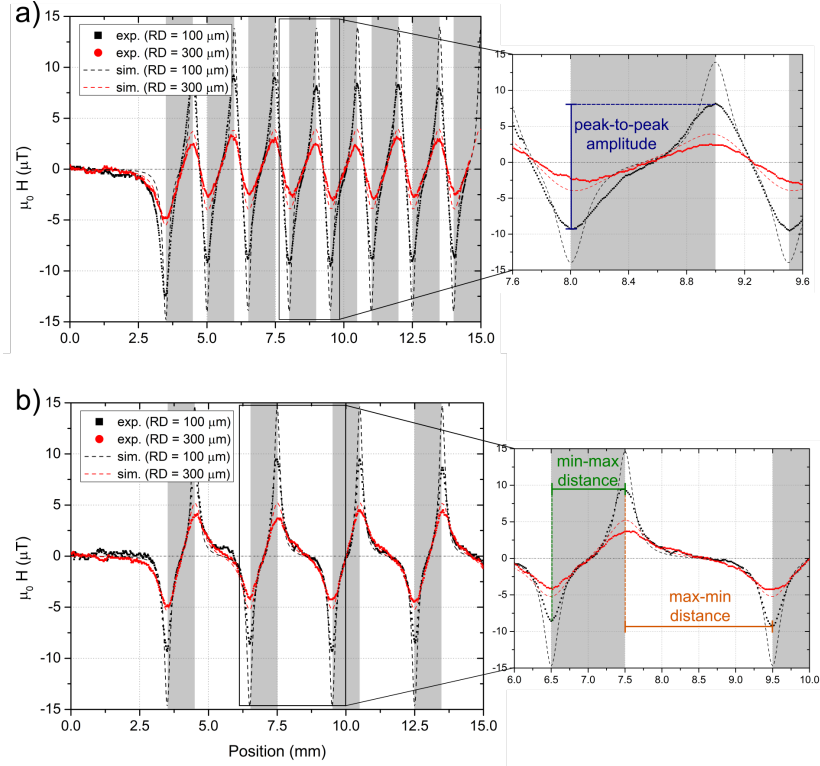 a)
15
10
5
0
-5
-10
-15
μ₀ H (μT)
exp. (RD = 100 μm)
exp. (RD = 300 μm)
sim. (RD = 100 μm)
sim. (RD = 300 μm)
0.0 2.5 5.0 7.5 10.0 12.5 15.0
15
10
5
0
-5
-10
-15
peak-to-peak
amplitude
7.6 8.0 8.4 8.8 9.2 9.6
b)
15
10
5
0
-5
-10
-15
μ₀ H (μT)
exp. (RD = 100 μm)
exp. (RD = 300 μm)
sim. (RD = 100 μm)
sim. (RD = 300 μm)
0.0 2.5 5.0 7.5 10.0 12.5 15.0
Position (mm)
15
10
5
0
-5
-10
-15
min-max
distance
max-min
distance
6.0 6.5 7.0 7.5 8.0 8.5 9.0 9.5 10.0